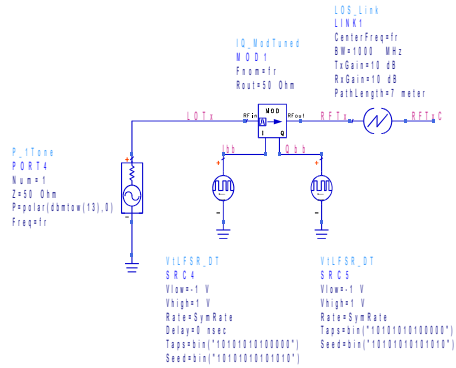 LOS_Link
LINK1
CenterFreq=fr
BW=1000 MHz
TxGain=10 dB
RxGain=10 dB
PathLength=7 meter
IQ_ModTuned
MOD1
Fnom=fr
Rout=50 Ohm
LOTx
RFin
MOD
RFout
RFTx
RFTxC
I
Q
Ibb
Qbb
P_1Tone
PORT4
Num=1
Z=50 Ohm
P=polar(dbmtow(13),0)
Freq=fr
VtLFSR_DT
SRC4
Vlow=-1 V
Vhigh=1 V
Rate=SymRate
Delay=0 nsec
Taps=bin("10101010100000")
Seed=bin("10101010101010")
VtLFSR_DT
SRC5
Vlow=-1 V
Vhigh=1 V
Rate=SymRate
Taps=bin("10101010100000")
Seed=bin("10101010101010")